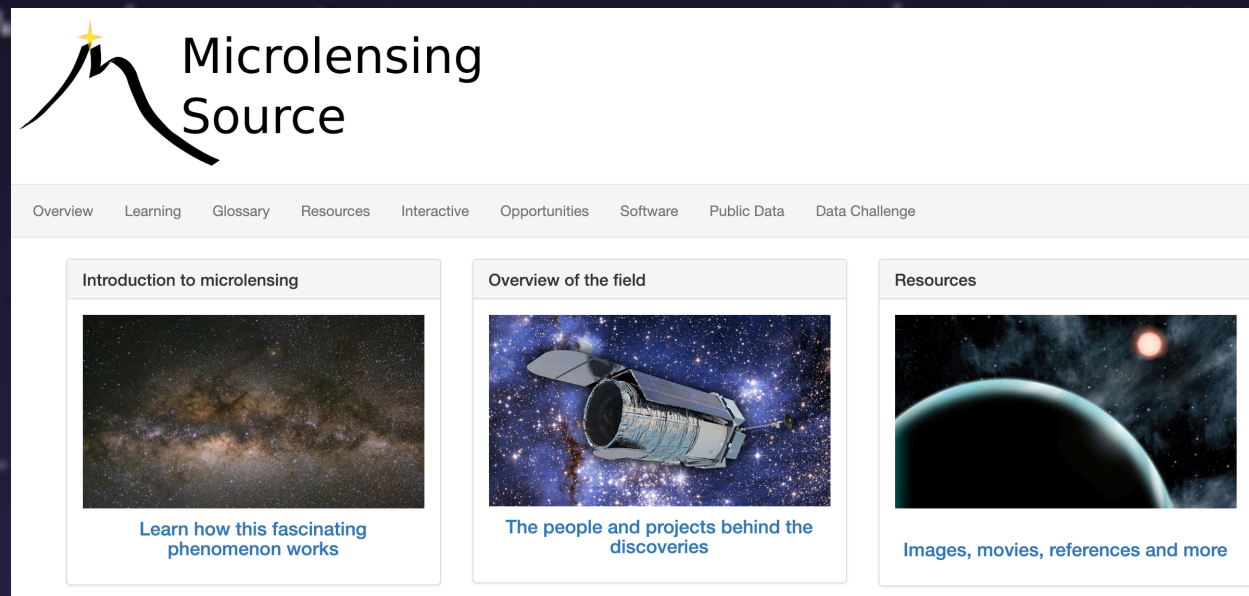 Microlensing
Source
Overview Learning Glossary Resources Interactive Opportunities Software Public Data Data Challenge
Introduction to microlensing
Learn how this fascinating
phenomenon works
Overview of the field
The people and projects behind the
discoveries
Resources
Images, movies, references and more